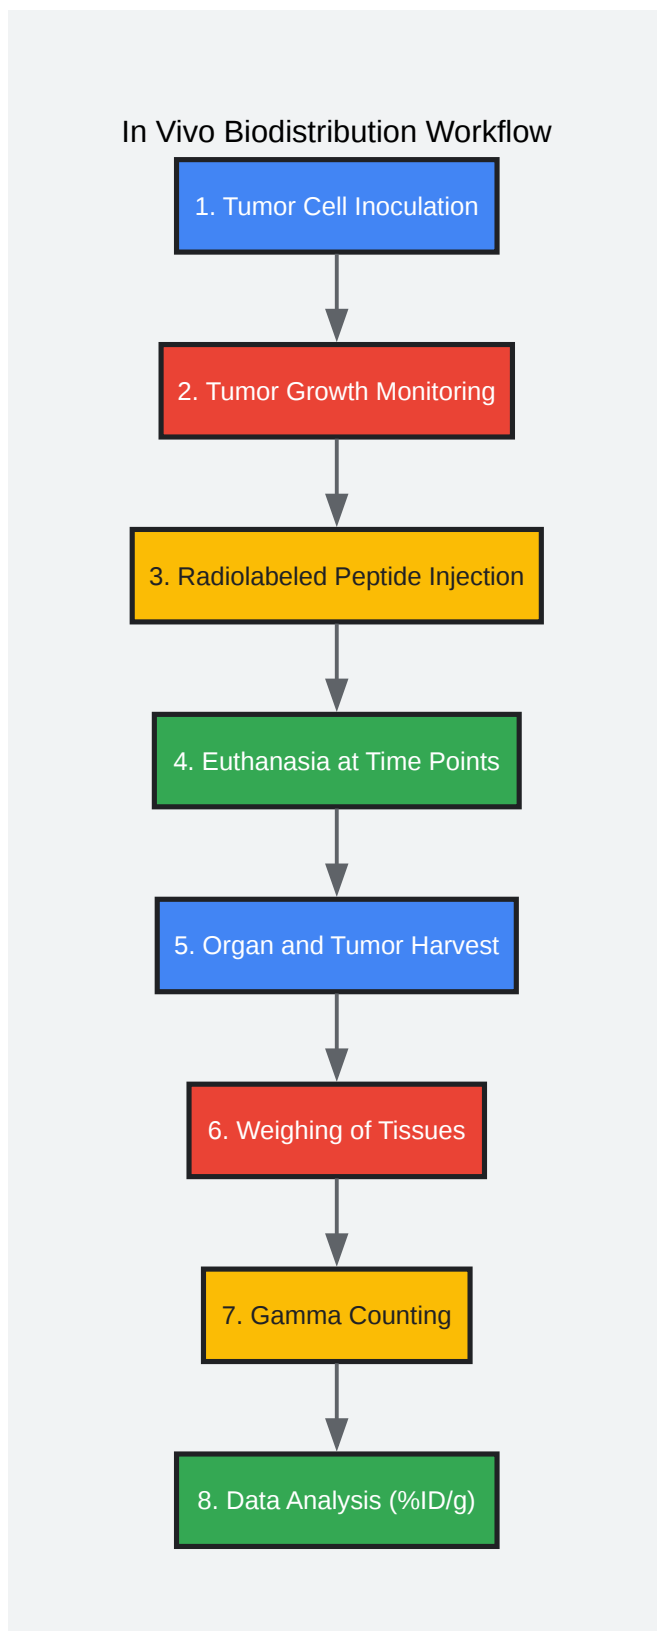 In Vivo Biodistribution Workflow
1. Tumor Cell Inoculation
2. Tumor Growth Monitoring
3. Radiolabeled Peptide Injection
4. Euthanasia at Time Points
5. Organ and Tumor Harvest
6. Weighing of Tissues
7. Gamma Counting
8. Data Analysis (%ID/g)